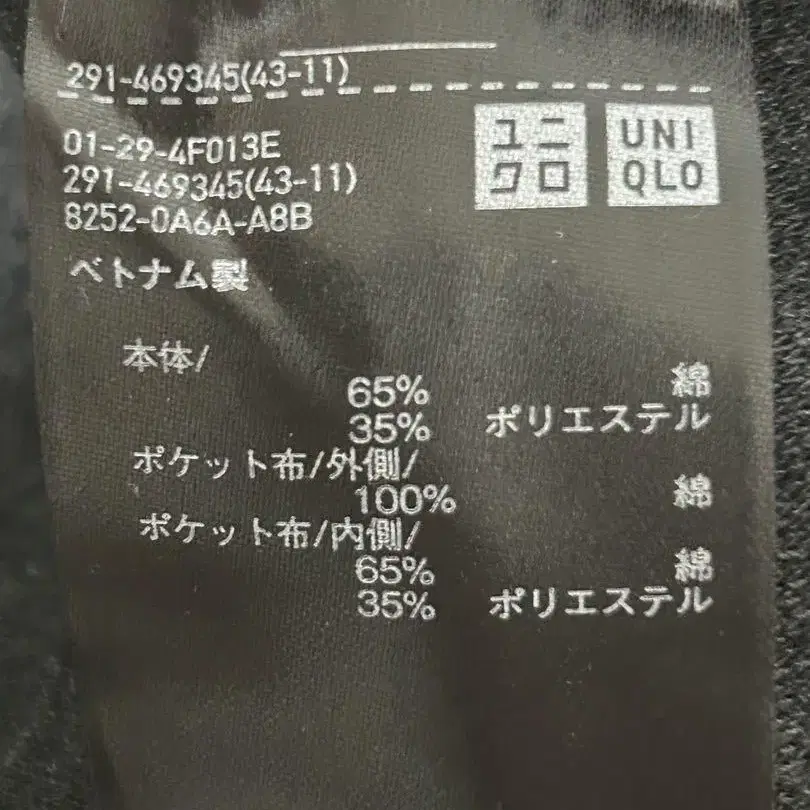 291-469345(43-11)
01-29-4F013E
291-469345(43-11)
8252-0A6A-A8B
ユニ
クロ
UNI
QLO
ベトナム製
本体/
65% 綿
35% ポリエステル
ポケット布/外側/
100% 綿
ポケット布/内側/
65% 綿
35% ポリエステル